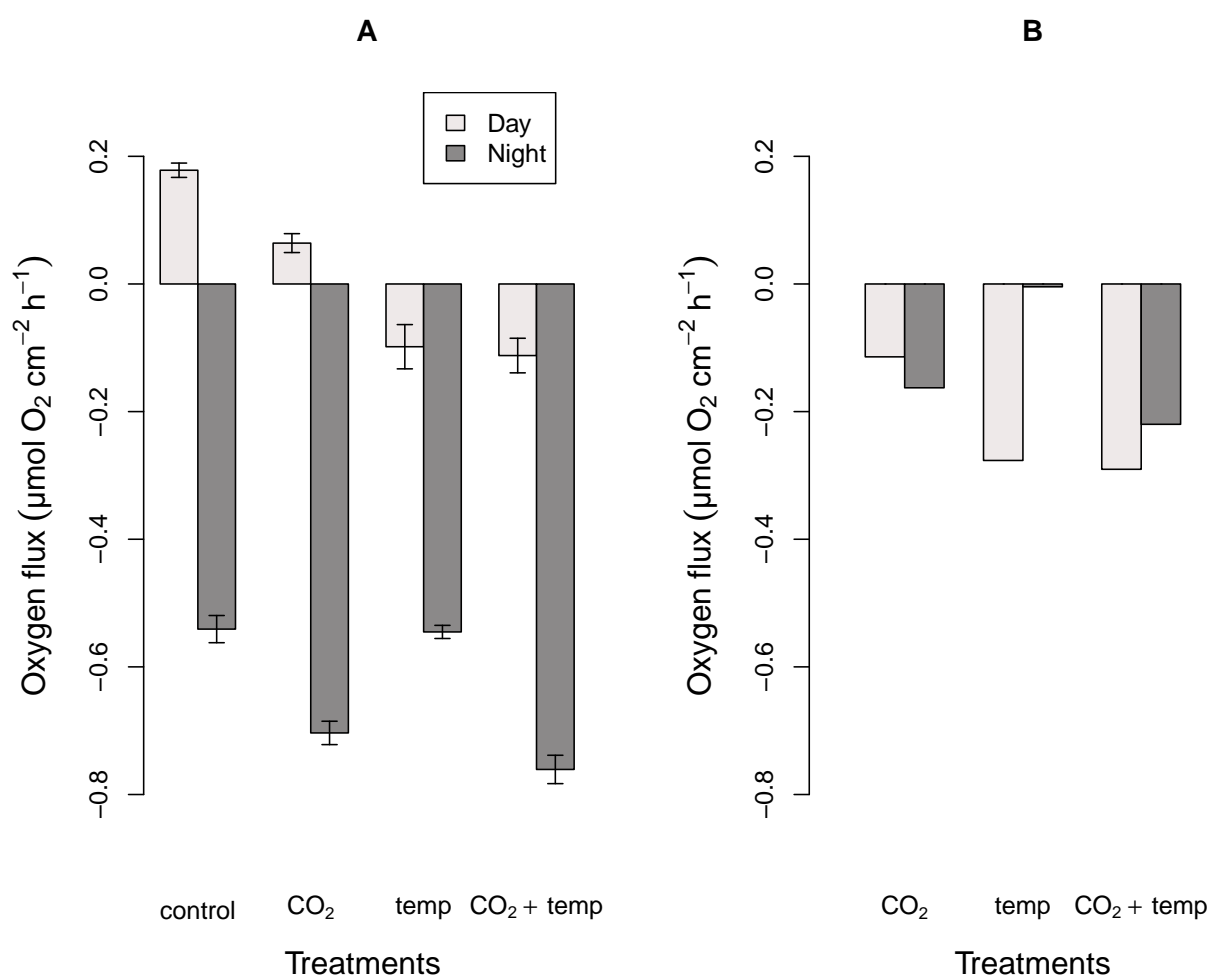 A
Day
Night
0.2
0.0
−0.2
−0.4
−0.6
−0.8
Oxygen flux (µmol O₂ cm⁻² h⁻¹)
control
CO₂
temp
CO₂ + temp
Treatments
B
0.2
0.0
−0.2
−0.4
−0.6
−0.8
Oxygen flux (µmol O₂ cm⁻² h⁻¹)
CO₂
temp
CO₂ + temp
Treatments